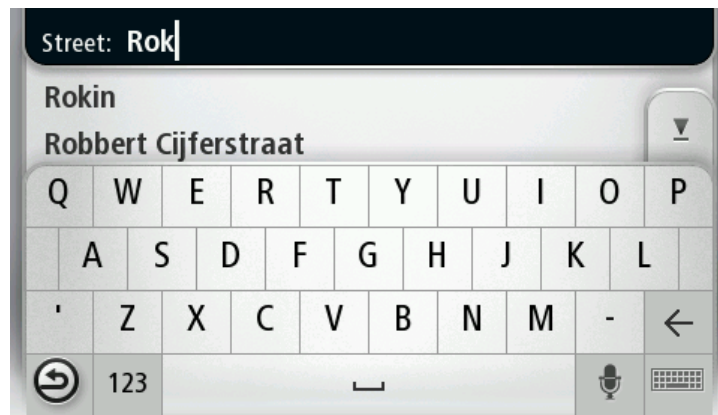 Street: Rok
Rokin
Robbert Cijferstraat
Q W E R T Y U I O P
A S D F G H J K L
' Z X C V B N M -
123